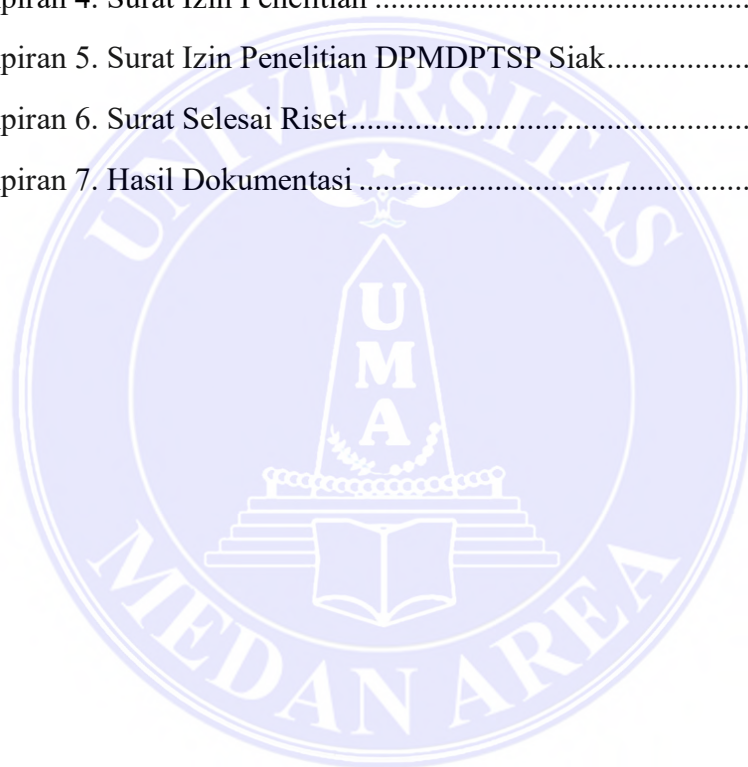 piran 4. Surat Izin Penelitian ................................................
piran 5. Surat Izin Penelitian DPMDPTSP Siak..................
piran 6. Surat Selesai Riset ..................................................
piran 7. Hasil Dokumentasi .................................................
UNIVERSITAS
U
M
A
MEDAN AREA